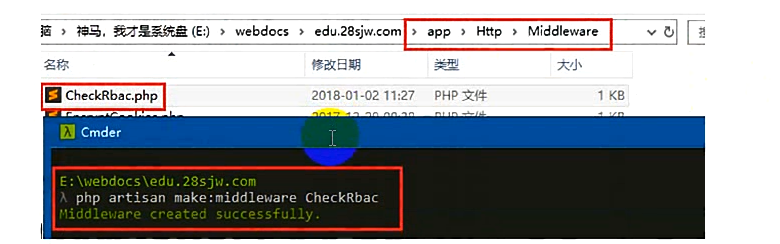 脑 › 神马，我才是系统盘 (E:) › webdocs › edu.28sjw.com › app › Http › Middleware
名称 修改日期 类型 大小
CheckRbac.php 2018-01-02 11:27 PHP 文件 1 KB
EncryptCookies.php PHP 文件 1 KB
Cmder
E:\webdocs\edu.28sjw.com
λ php artisan make:middleware CheckRbac
Middleware created successfully.